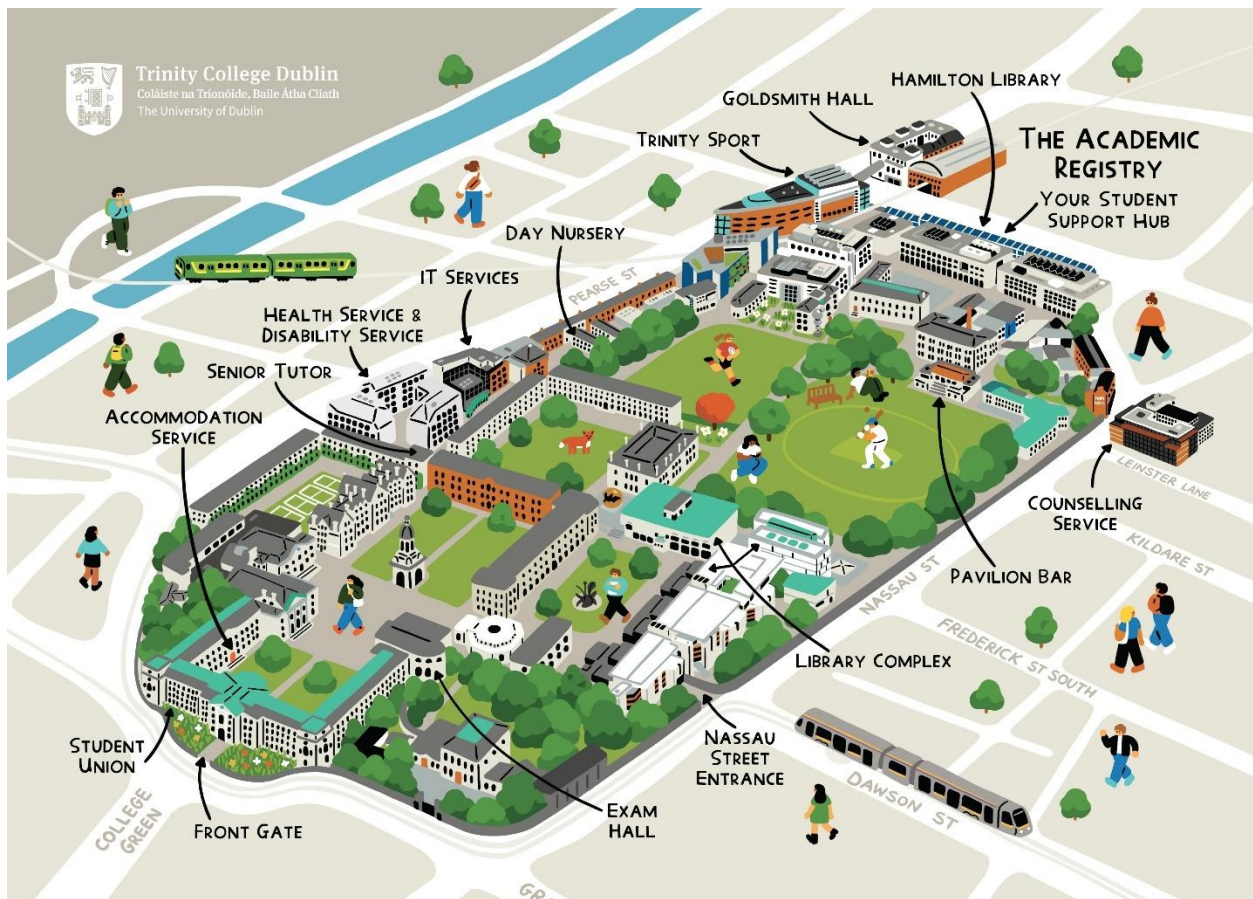 Trinity College Dublin
Coláiste na Tríonóide, Baile Átha Cliath
The University of Dublin
HAMILTON LIBRARY
GOLDSMITH HALL
TRINITY SPORT
THE ACADEMIC
REGISTRY
YOUR STUDENT
SUPPORT HUB
DAY NURSERY
PEARSE ST
IT SERVICES
HEALTH SERVICE &
DISABILITY SERVICE
SENIOR TUTOR
ACCOMMODATION
SERVICE
LEINSTER LANE
COUNSELLING
SERVICE
KILDARE ST
PAVILION BAR
NASSAU ST
FREDERICK ST SOUTH
LIBRARY COMPLEX
NASSAU
STREET
ENTRANCE
DAWSON ST
STUDENT
UNION
FRONT GATE
COLLEGE
GREEN
EXAM
HALL